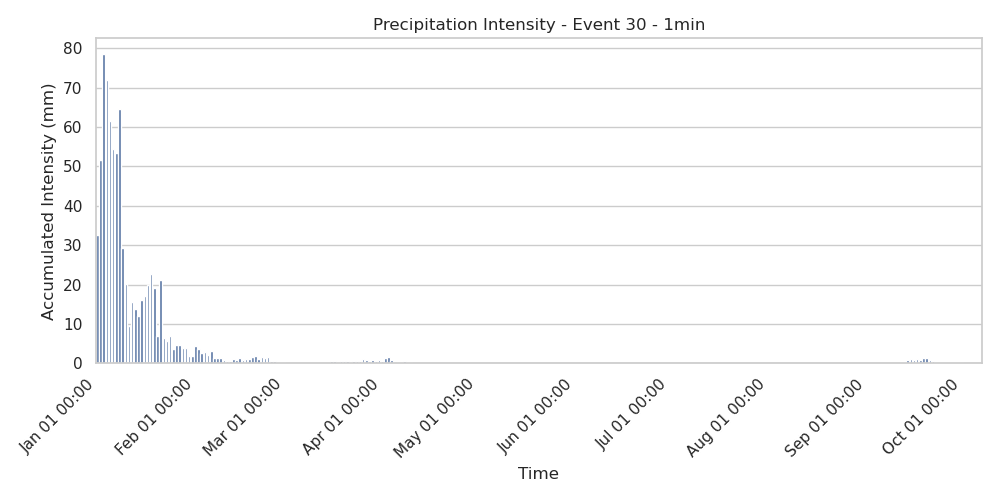 Precipitation Intensity - Event 30 - 1min
Accumulated Intensity (mm)
80
70
60
50
40
30
20
10
0
Jan 01 00:00
Feb 01 00:00
Mar 01 00:00
Apr 01 00:00
May 01 00:00
Jun 01 00:00
Jul 01 00:00
Aug 01 00:00
Sep 01 00:00
Oct 01 00:00
Time